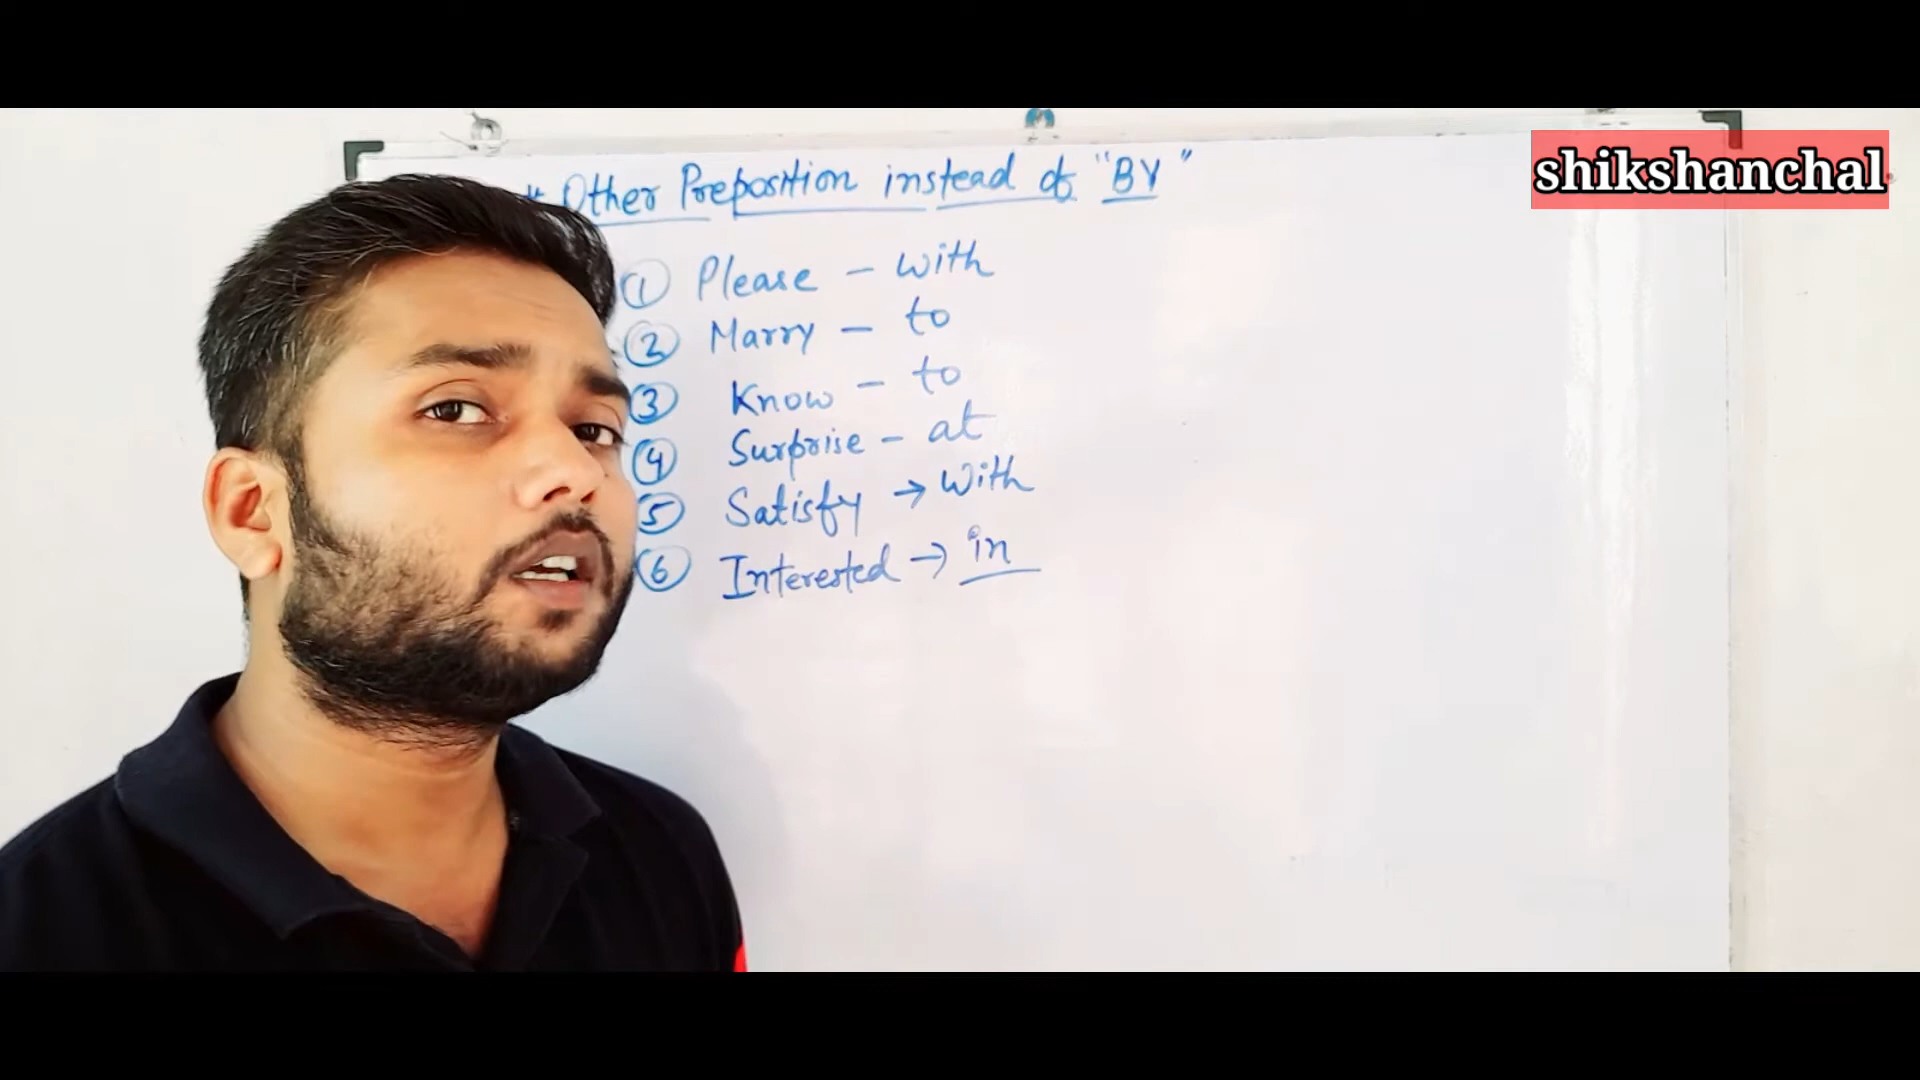 * Other Preposition instead of "BY"
shikshanchal
① Please - with
② Marry - to
③ Know - to
④ Surprise - at
⑤ Satisfy → With
⑥ Interested → in